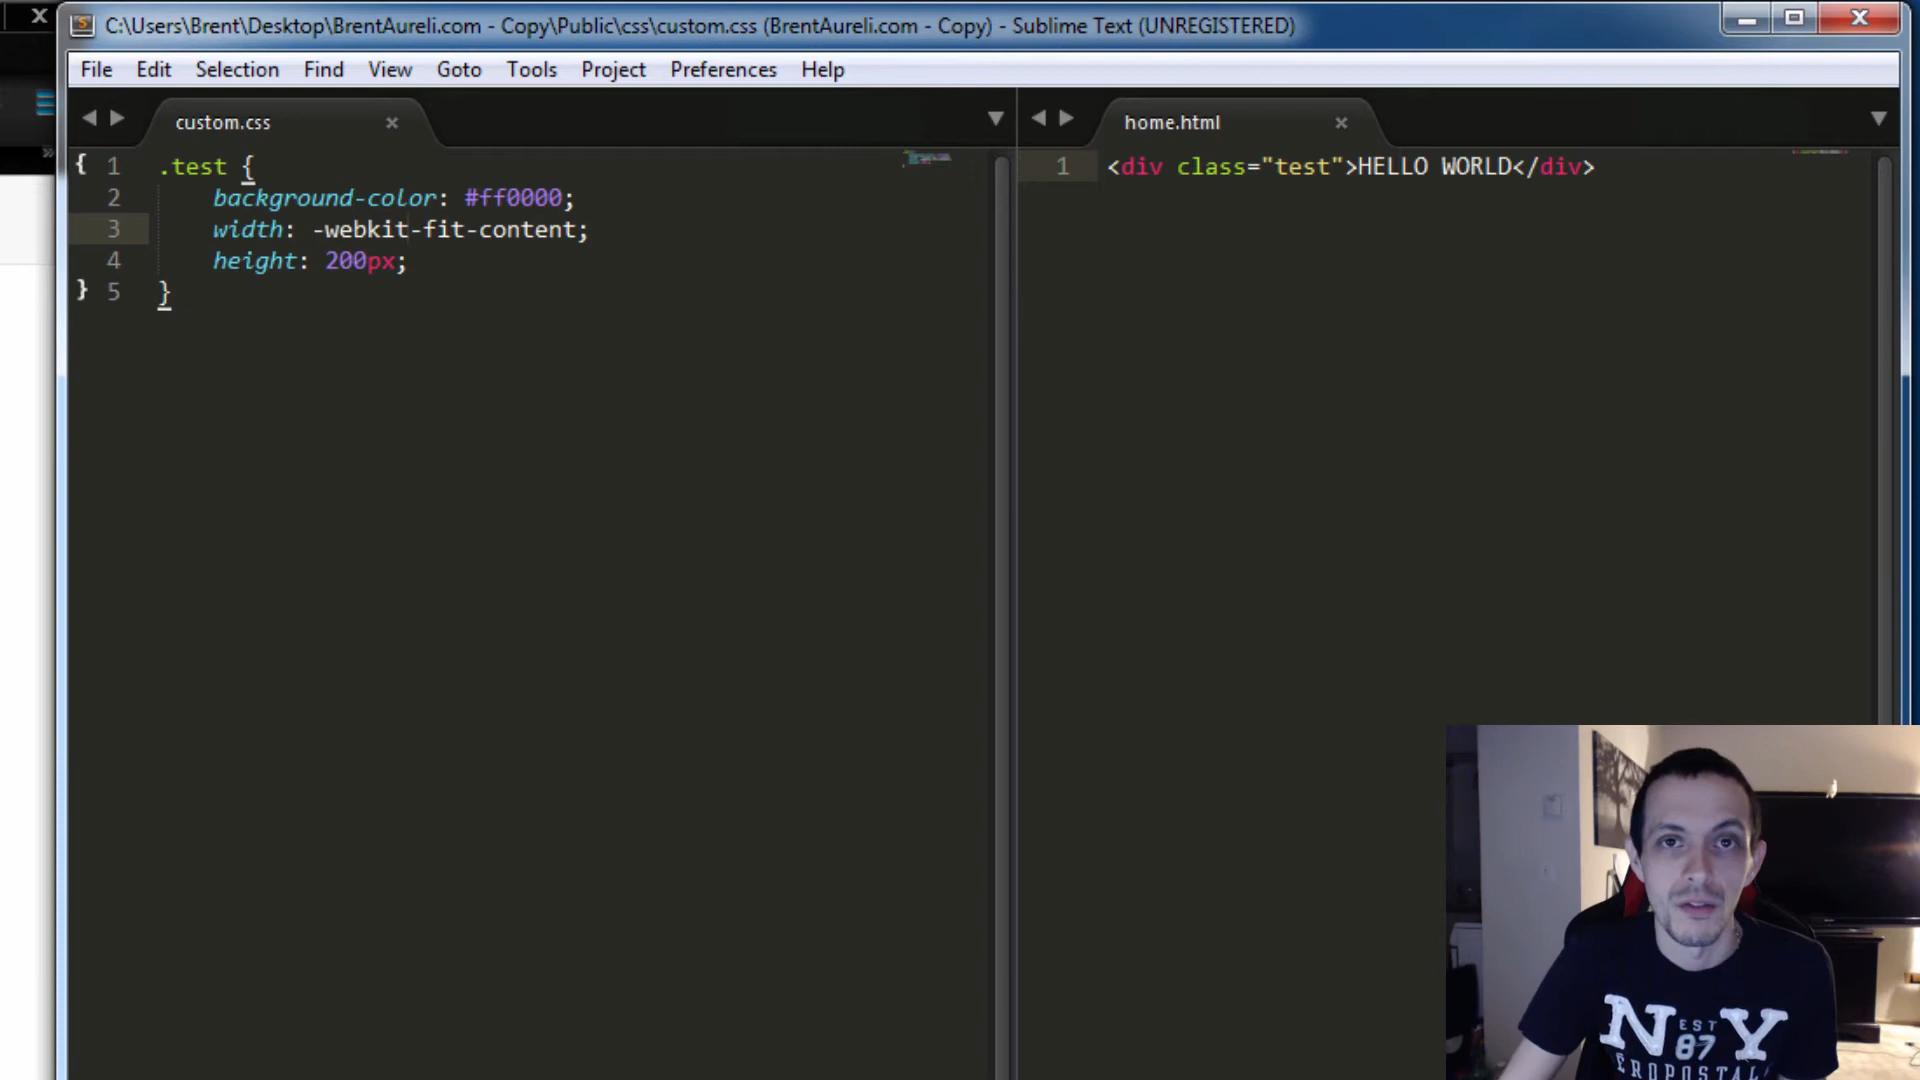 C:\Users\Brent\Desktop\BrentAureli.com - Copy\Public\css\custom.css (BrentAureli.com - Copy) - Sublime Text (UNREGISTERED)
File Edit Selection Find View Goto Tools Project Preferences Help
custom.css
1 .test {
2 background-color: #ff0000;
3 width: -webkit-fit-content;
4 height: 200px;
5 }
home.html
1 <div class="test">HELLO WORLD</div>
NY
EST
87
EROPOSTAL